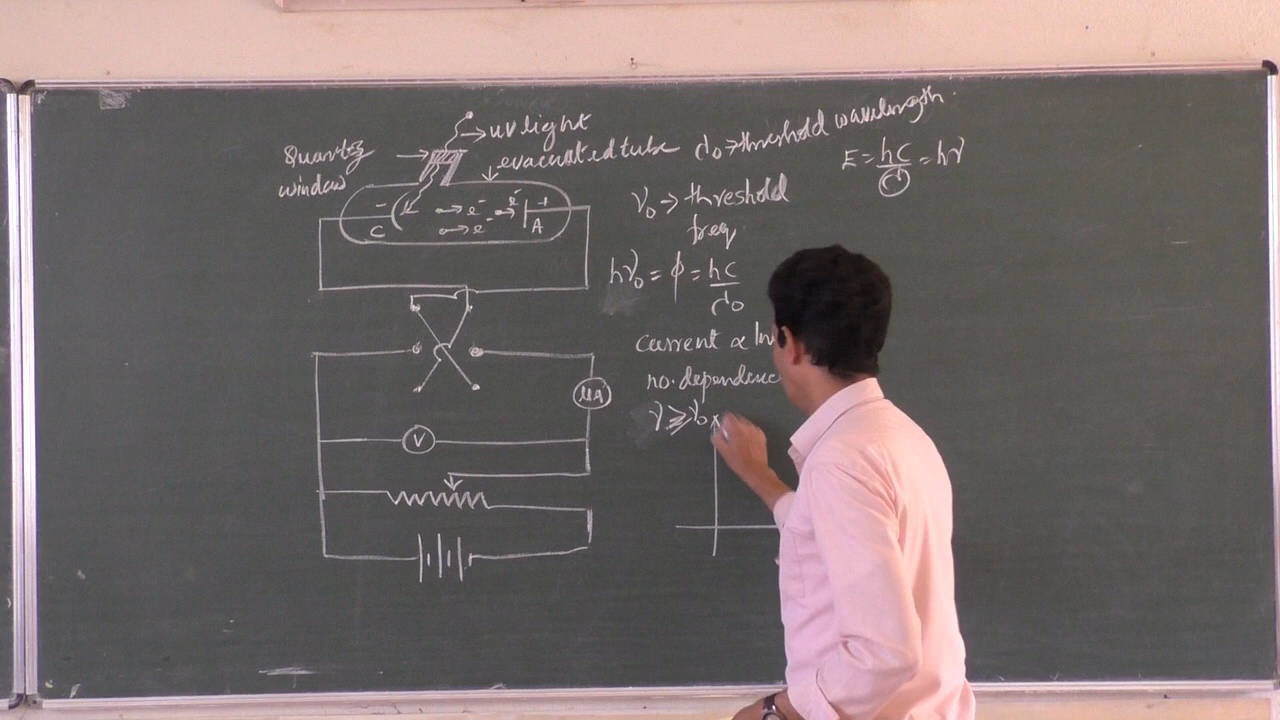 uv light
Quartz
window
evacuated tube
λ0→threshold wavelength
E = hc/λ = hν
- C e⁻ e⁻ e⁻ + A
ν0 → threshold
freq
hν0 = φ = hc/λ0
current ∝ In
no. dependence
ν ≥ ν0
μA
V